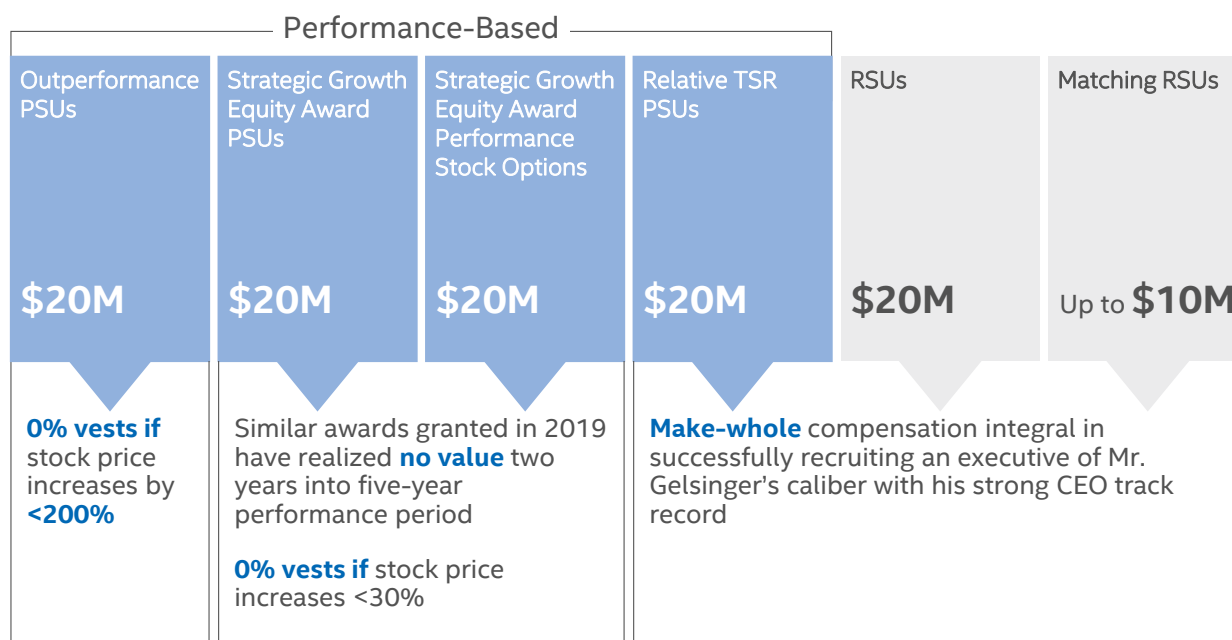 Performance-Based
Outperformance
PSUs
$20M
Strategic Growth
Equity Award
PSUs
$20M
Strategic Growth
Equity Award
Performance
Stock Options
$20M
Relative TSR
PSUs
$20M
RSUs
$20M
Matching RSUs
Up to $10M
0% vests if
stock price
increases by
<200%
Similar awards granted in 2019
have realized no value two
years into five-year
performance period
0% vests if stock price
increases <30%
Make-whole compensation integral in
successfully recruiting an executive of Mr.
Gelsinger's caliber with his strong CEO track
record